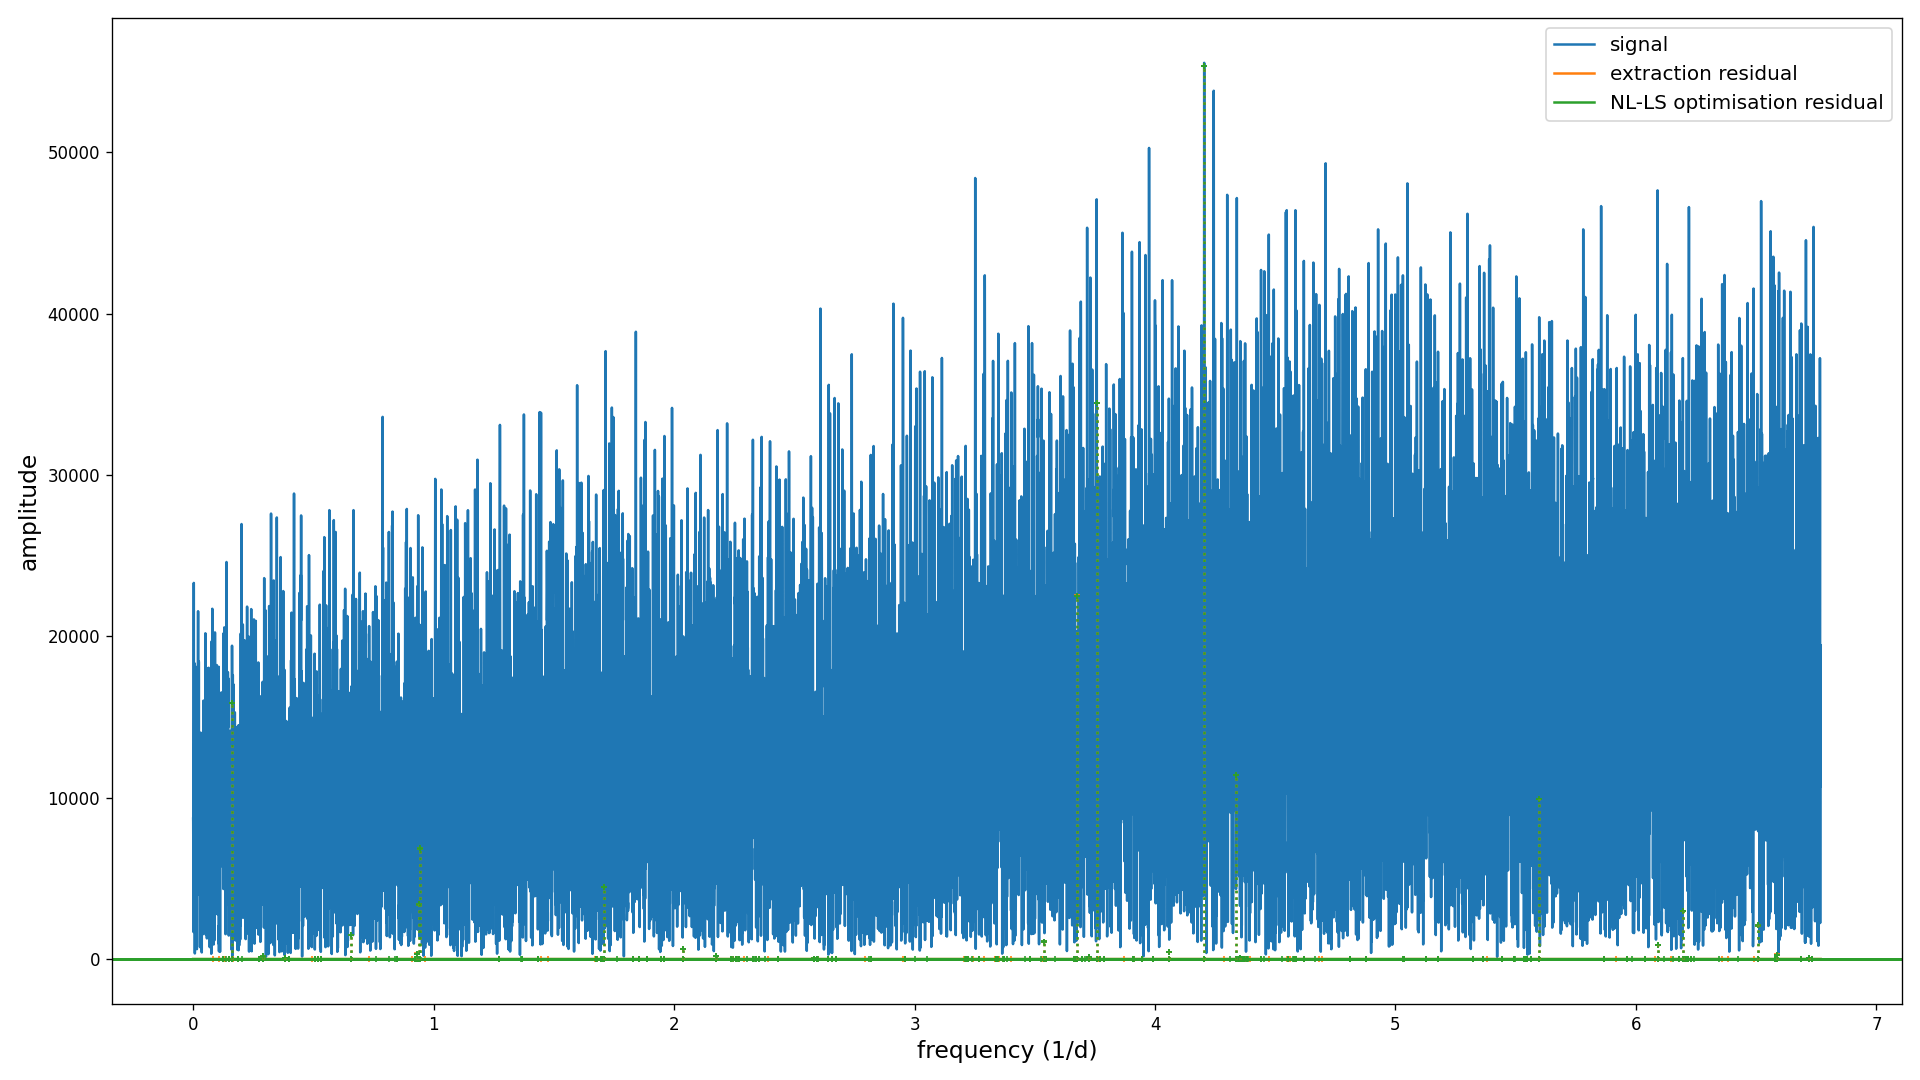 signal
extraction residual
NL-LS optimisation residual
50000
40000
30000
20000
10000
0
amplitude
0 1 2 3 4 5 6 7
frequency (1/d)